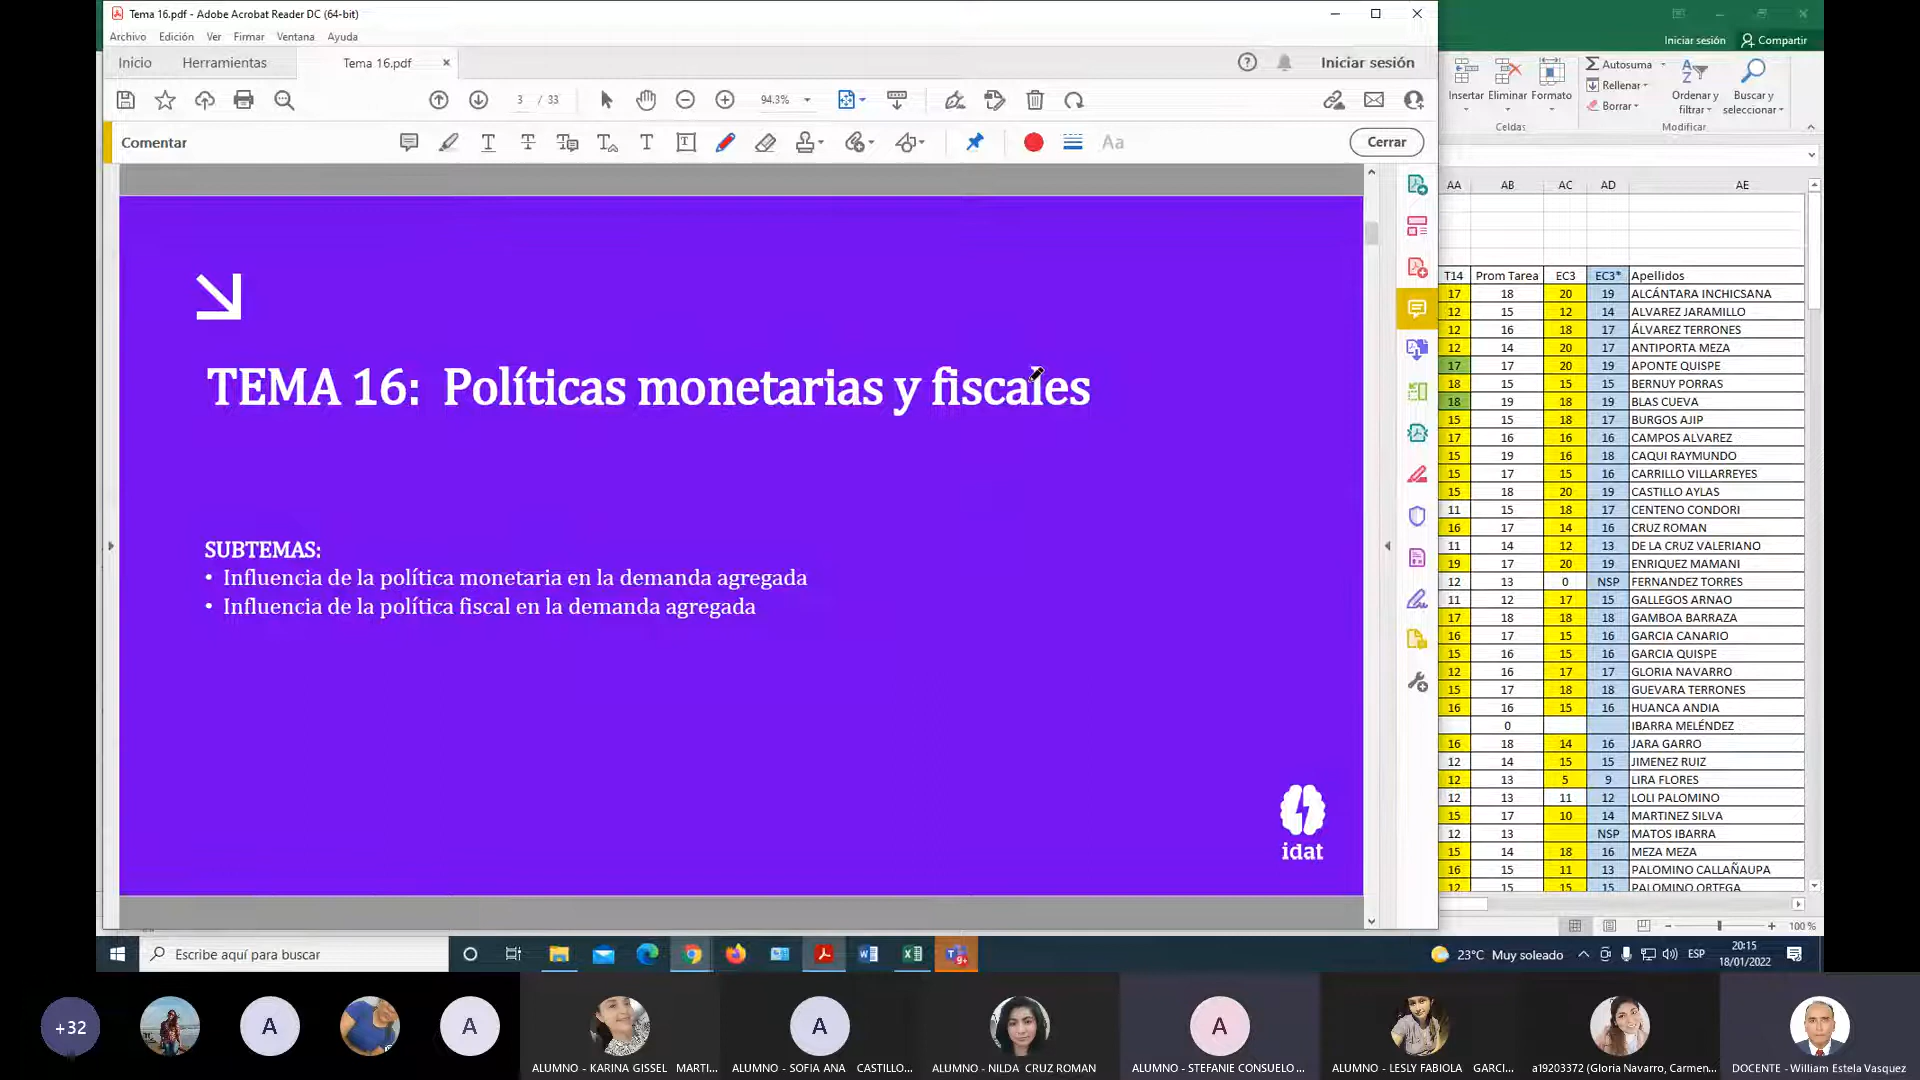 Tema 16.pdf - Adobe Acrobat Reader DC (64-bit)
Archivo Edición Ver Firmar Ventana Ayuda
Inicio Herramientas Tema 16.pdf × Iniciar sesión
3 / 33 94.3%
Comentar Aa Cerrar
TEMA 16: Políticas monetarias y fiscales
SUBTEMAS:
• Influencia de la política monetaria en la demanda agregada
• Influencia de la política fiscal en la demanda agregada
idat
Iniciar sesión Compartir
Insertar Eliminar Formato
Autosuma
Rellenar
Borrar
Ordenar y filtrar
Buscar y seleccionar
Celdas Modificar
AA AB AC AD AE
T14 Prom Tarea EC3 EC3* Apellidos
17 18 20 19 ALCÁNTARA INCHICSANA
12 15 12 14 ALVAREZ JARAMILLO
12 16 18 17 ÁLVAREZ TERRONES
12 14 20 17 ANTIPORTA MEZA
17 17 20 19 APONTE QUISPE
18 15 15 15 BERNUY PORRAS
18 19 18 19 BLAS CUEVA
15 15 18 17 BURGOS AJIP
17 16 16 16 CAMPOS ALVAREZ
15 19 16 18 CAQUI RAYMUNDO
15 17 15 16 CARRILLO VILLARREYES
15 18 20 19 CASTILLO AYLAS
11 15 18 17 CENTENO CONDORI
16 17 14 16 CRUZ ROMAN
11 14 12 13 DE LA CRUZ VALERIANO
19 17 20 19 ENRIQUEZ MAMANI
12 13 0 NSP FERNANDEZ TORRES
11 12 17 15 GALLEGOS ARNAO
17 18 18 18 GAMBOA BARRAZA
16 17 15 16 GARCIA CANARIO
15 16 15 16 GARCIA QUISPE
12 16 17 17 GLORIA NAVARRO
15 17 18 18 GUEVARA TERRONES
16 16 15 16 HUANCA ANDIA
0 IBARRA MELÉNDEZ
16 18 14 16 JARA GARRO
12 14 15 15 JIMENEZ RUIZ
12 13 5 9 LIRA FLORES
12 13 11 12 LOLI PALOMINO
15 17 10 14 MARTINEZ SILVA
12 13 NSP MATOS IBARRA
15 14 18 16 MEZA MEZA
16 15 11 13 PALOMINO CALLAÑAUPA
12 15 15 15 PALOMINO ORTEGA
100 %
Escribe aquí para buscar
23°C Muy soleado ESP 20:15
18/01/2022
+32 A A A A
ALUMNO - KARINA GISSEL MARTI...
ALUMNO - SOFIA ANA CASTILLO...
ALUMNO - NILDA CRUZ ROMAN
ALUMNO - STEFANIE CONSUELO ...
ALUMNO - LESLY FABIOLA GARCI...
a19203372 (Gloria Navarro, Carmen...
DOCENTE - William Estela Vasquez